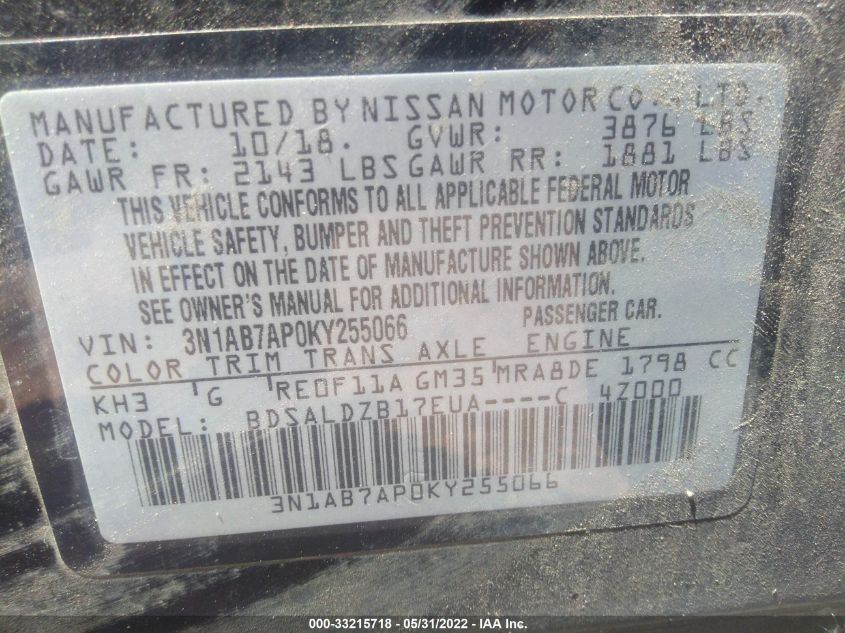 MANUFACTURED BY NISSAN MOTOR CO., LTD.
DATE: 10/18. GVWR: 3876 LBS
GAWR FR: 2143 LBS GAWR RR: 1881 LBS
THIS VEHICLE CONFORMS TO ALL APPLICABLE FEDERAL MOTOR
VEHICLE SAFETY, BUMPER AND THEFT PREVENTION STANDARDS
IN EFFECT ON THE DATE OF MANUFACTURE SHOWN ABOVE.
SEE OWNER'S MANUAL FOR ADDITIONAL INFORMATION.
VIN: 3N1AB7AP0KY255066 PASSENGER CAR.
COLOR TRIM TRANS AXLE ENGINE
KH3 G RE0F11A GM35 MRA8DE 1798 CC
MODEL: BDSALDZB17EUA----C 4Z000
3N1AB7AP0KY255066
000-33215718 - 05/31/2022 - IAA Inc.